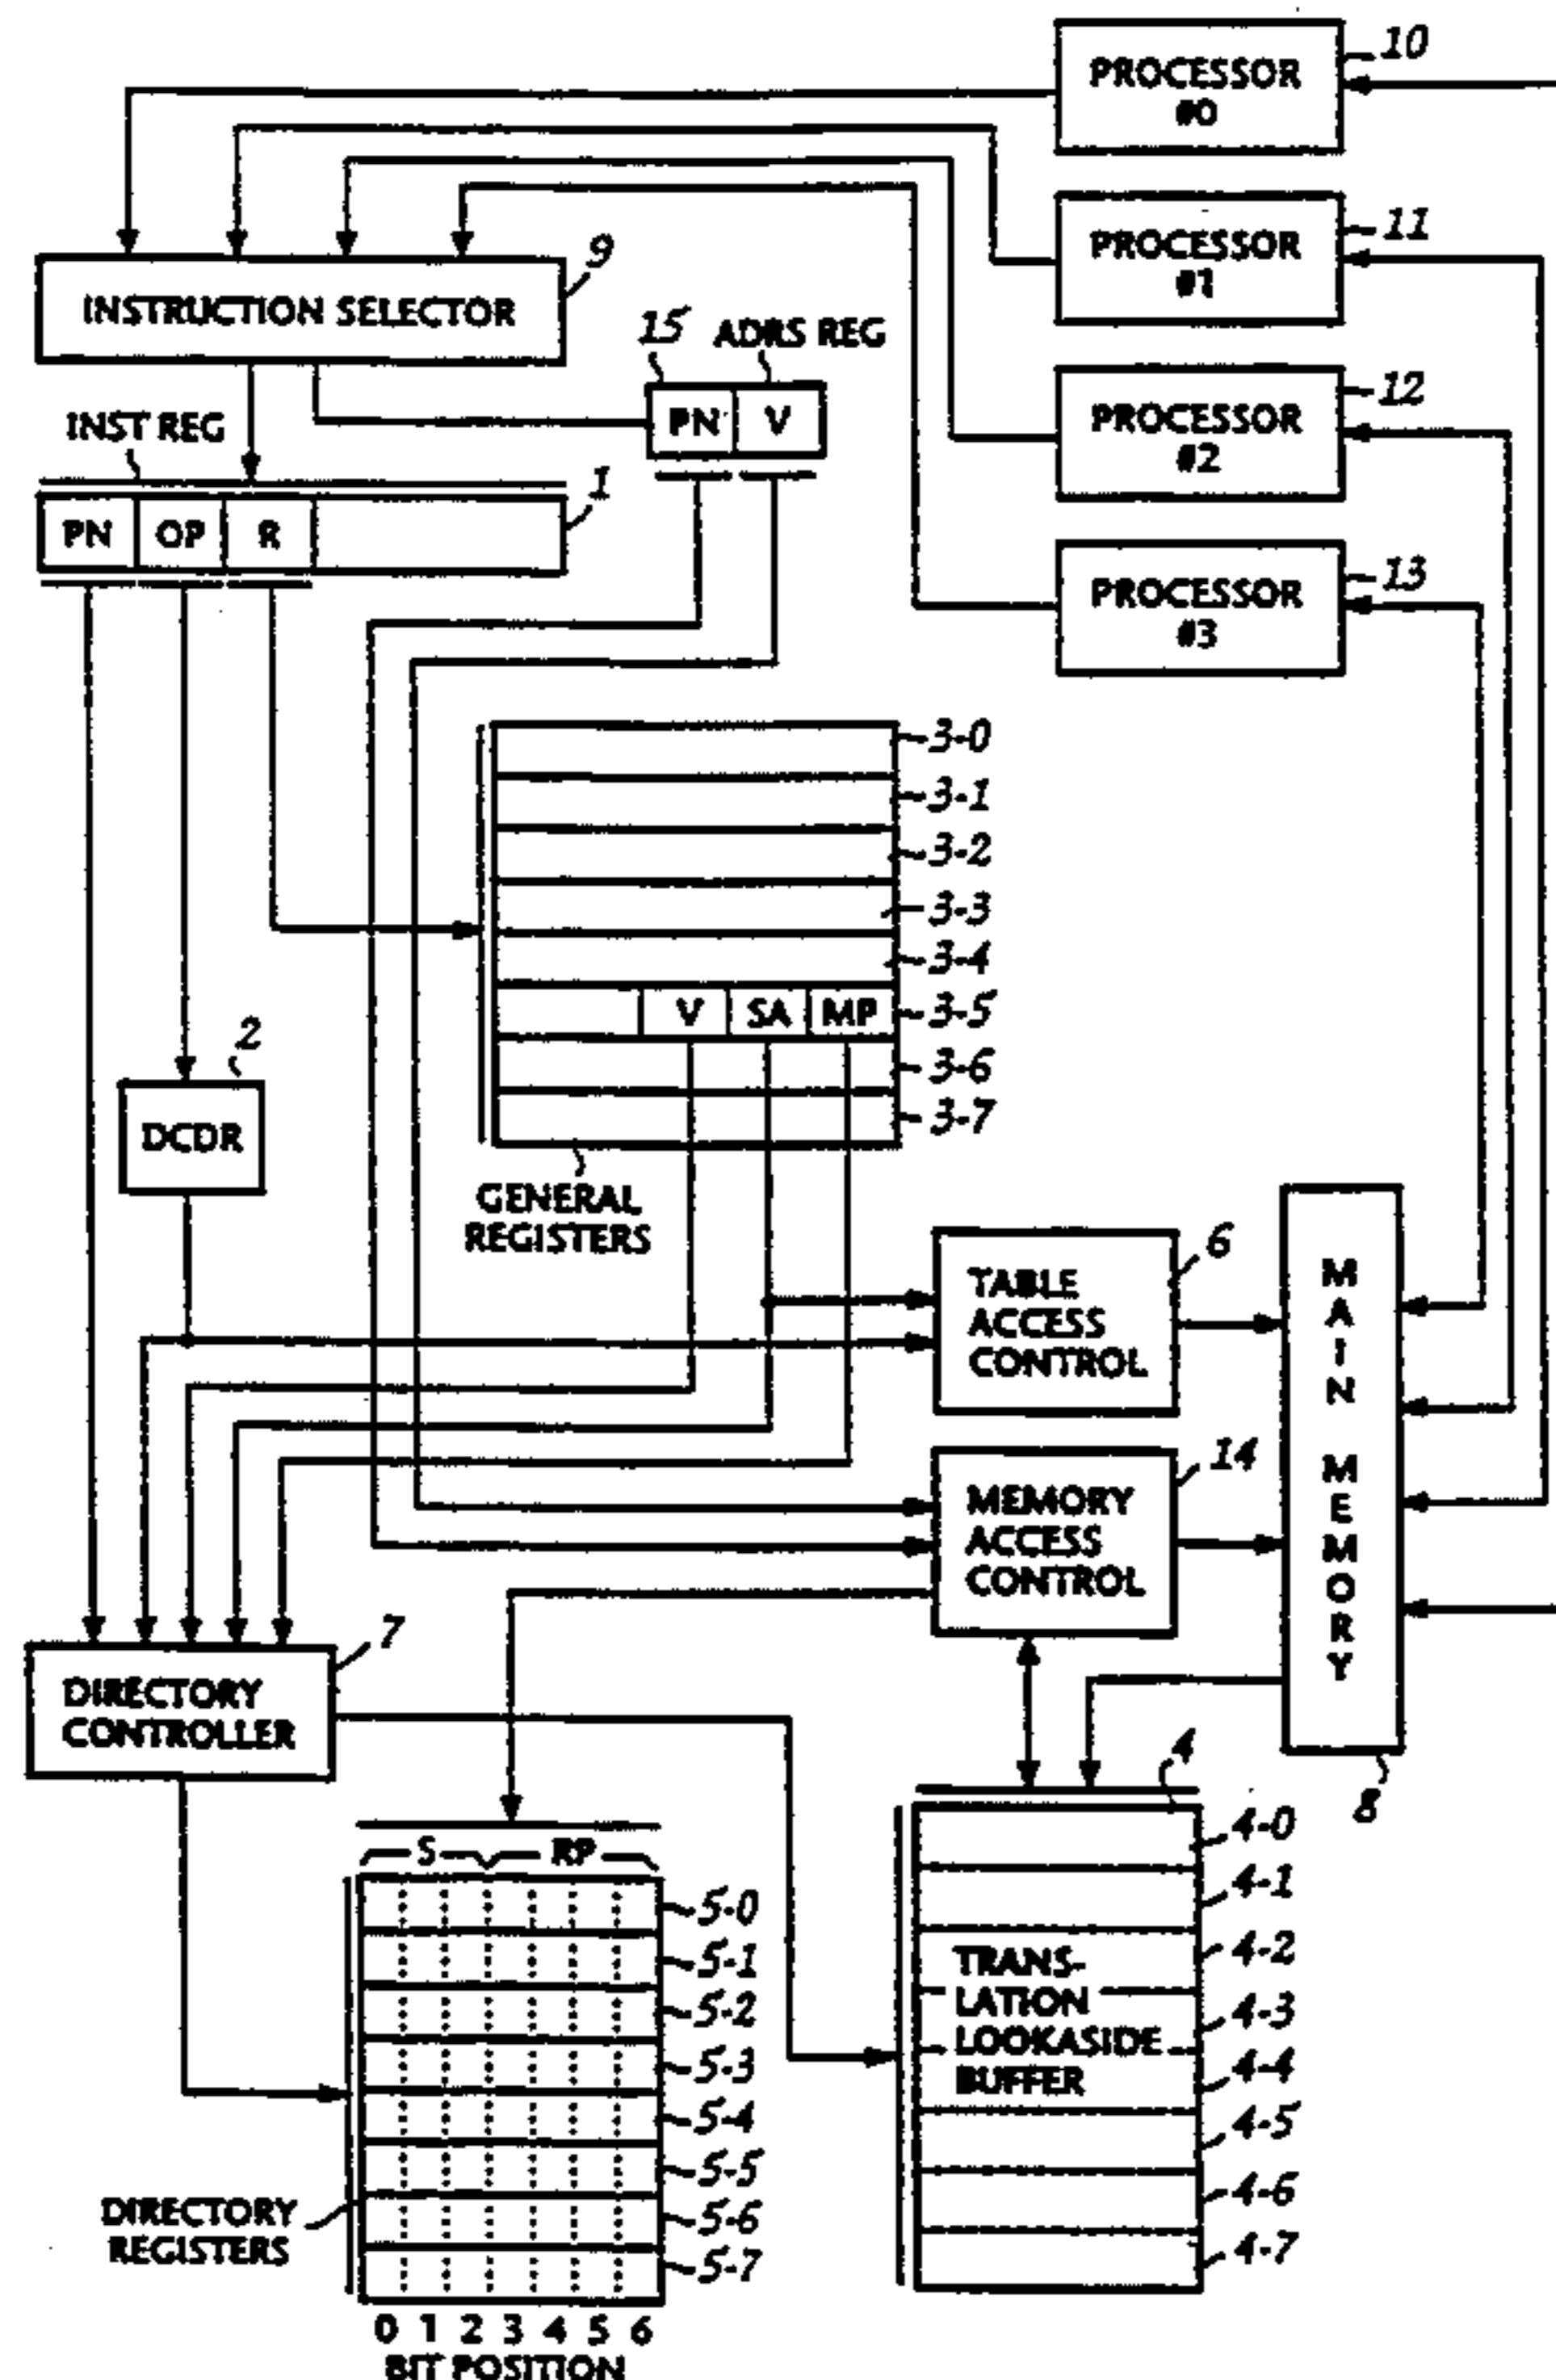 PROCESSOR
#0
10
PROCESSOR
#1
11
INSTRUCTION SELECTOR
9
15
ADRS REG
PN V
PROCESSOR
#2
12
INST REG
1
PN OP R
PROCESSOR
#3
13
3-0
3-1
3-2
3-3
3-4
V SA MP 3-5
3-6
3-7
2
DCDR
GENERAL
REGISTERS
6
TABLE
ACCESS
CONTROL
MAIN MEMORY
14
MEMORY
ACCESS
CONTROL
7
DIRECTORY
CONTROLLER
4
8
S RP
5-0
5-1
5-2
5-3
5-4
5-5
5-6
5-7
DIRECTORY
REGISTERS
0 1 2 3 4 5 6
BIT POSITION
4-0
4-1
4-2
4-3
4-4
4-5
4-6
4-7
TRANS-
LATION
LOOKASIDE
BUFFER